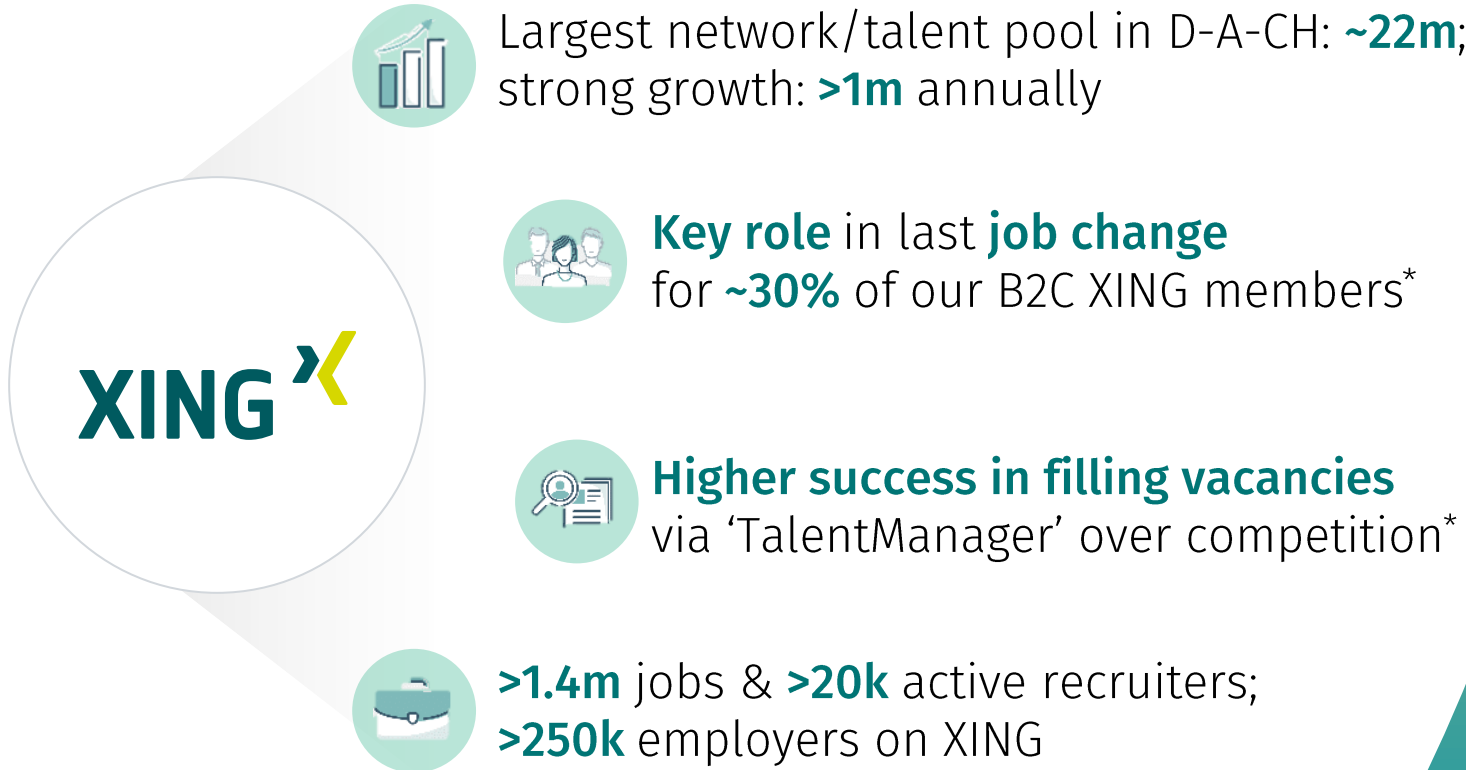 Largest network/talent pool in D-A-CH: ~22m;
strong growth: >1m annually
Key role in last job change
for ~30% of our B2C XING members*
XING
Higher success in filling vacancies
via ‘TalentManager’ over competition*
>1.4m jobs & >20k active recruiters;
>250k employers on XING